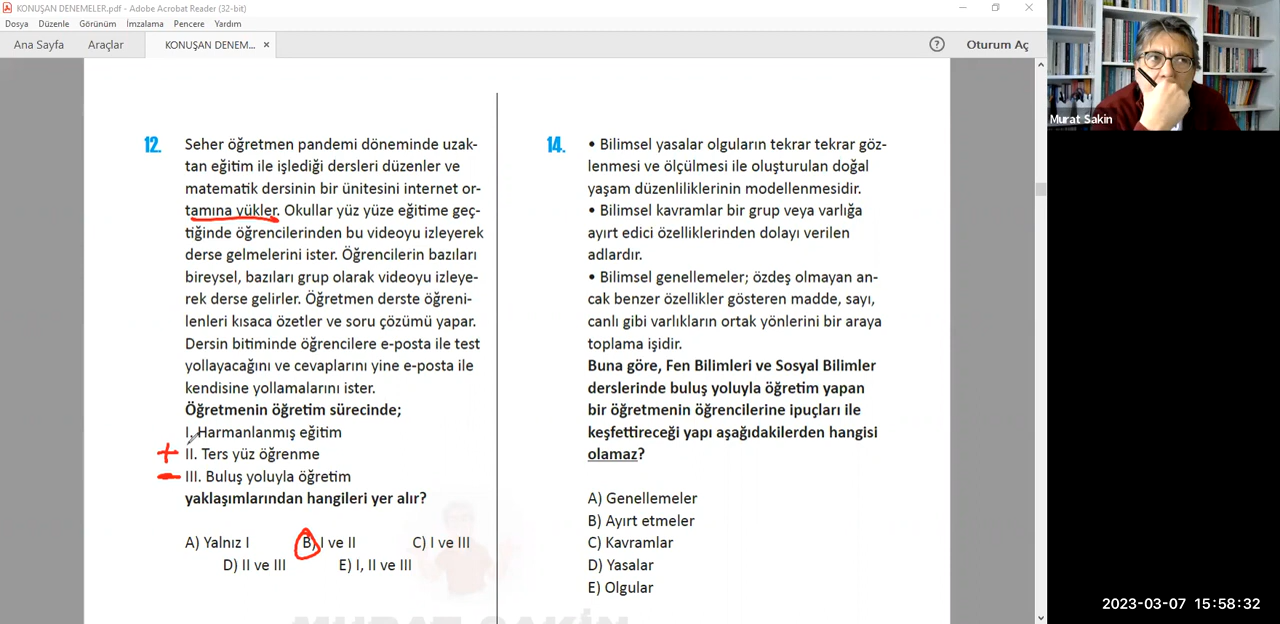 KONUŞAN DENEMELER.pdf - Adobe Acrobat Reader (32-bit)
Dosya Düzenle Görünüm İmzalama Pencere Yardım
Ana Sayfa Araçlar KONUŞAN DENEM... × ? Oturum Aç
12. Seher öğretmen pandemi döneminde uzak-
tan eğitim ile işlediği dersleri düzenler ve
matematik dersinin bir ünitesini internet or-
tamına yükler. Okullar yüz yüze eğitime geç-
tiğinde öğrencilerinden bu videoyu izleyerek
derse gelmelerini ister. Öğrencilerin bazıları
bireysel, bazıları grup olarak videoyu izleye-
rek derse gelirler. Öğretmen derste öğreni-
lenleri kısaca özetler ve soru çözümü yapar.
Dersin bitiminde öğrencilere e-posta ile test
yollayacağını ve cevaplarını yine e-posta ile
kendisine yollamalarını ister.
Öğretmenin öğretim sürecinde;
I. Harmanlanmış eğitim
II. Ters yüz öğrenme
III. Buluş yoluyla öğretim
yaklaşımlarından hangileri yer alır?
A) Yalnız I B) I ve II C) I ve III
D) II ve III E) I, II ve III
14. • Bilimsel yasalar olguların tekrar tekrar göz-
lenmesi ve ölçülmesi ile oluşturulan doğal
yaşam düzenliliklerinin modellenmesidir.
• Bilimsel kavramlar bir grup veya varlığa
ayırt edici özelliklerinden dolayı verilen
adlardır.
• Bilimsel genellemeler; özdeş olmayan an-
cak benzer özellikler gösteren madde, sayı,
canlı gibi varlıkların ortak yönlerini bir araya
toplama işidir.
Buna göre, Fen Bilimleri ve Sosyal Bilimler
derslerinde buluş yoluyla öğretim yapan
bir öğretmenin öğrencilerine ipuçları ile
keşfettireceği yapı aşağıdakilerden hangisi
olamaz?
A) Genellemeler
B) Ayırt etmeler
C) Kavramlar
D) Yasalar
E) Olgular
MURAT SAKİN
Murat Sakin
2023-03-07 15:58:32